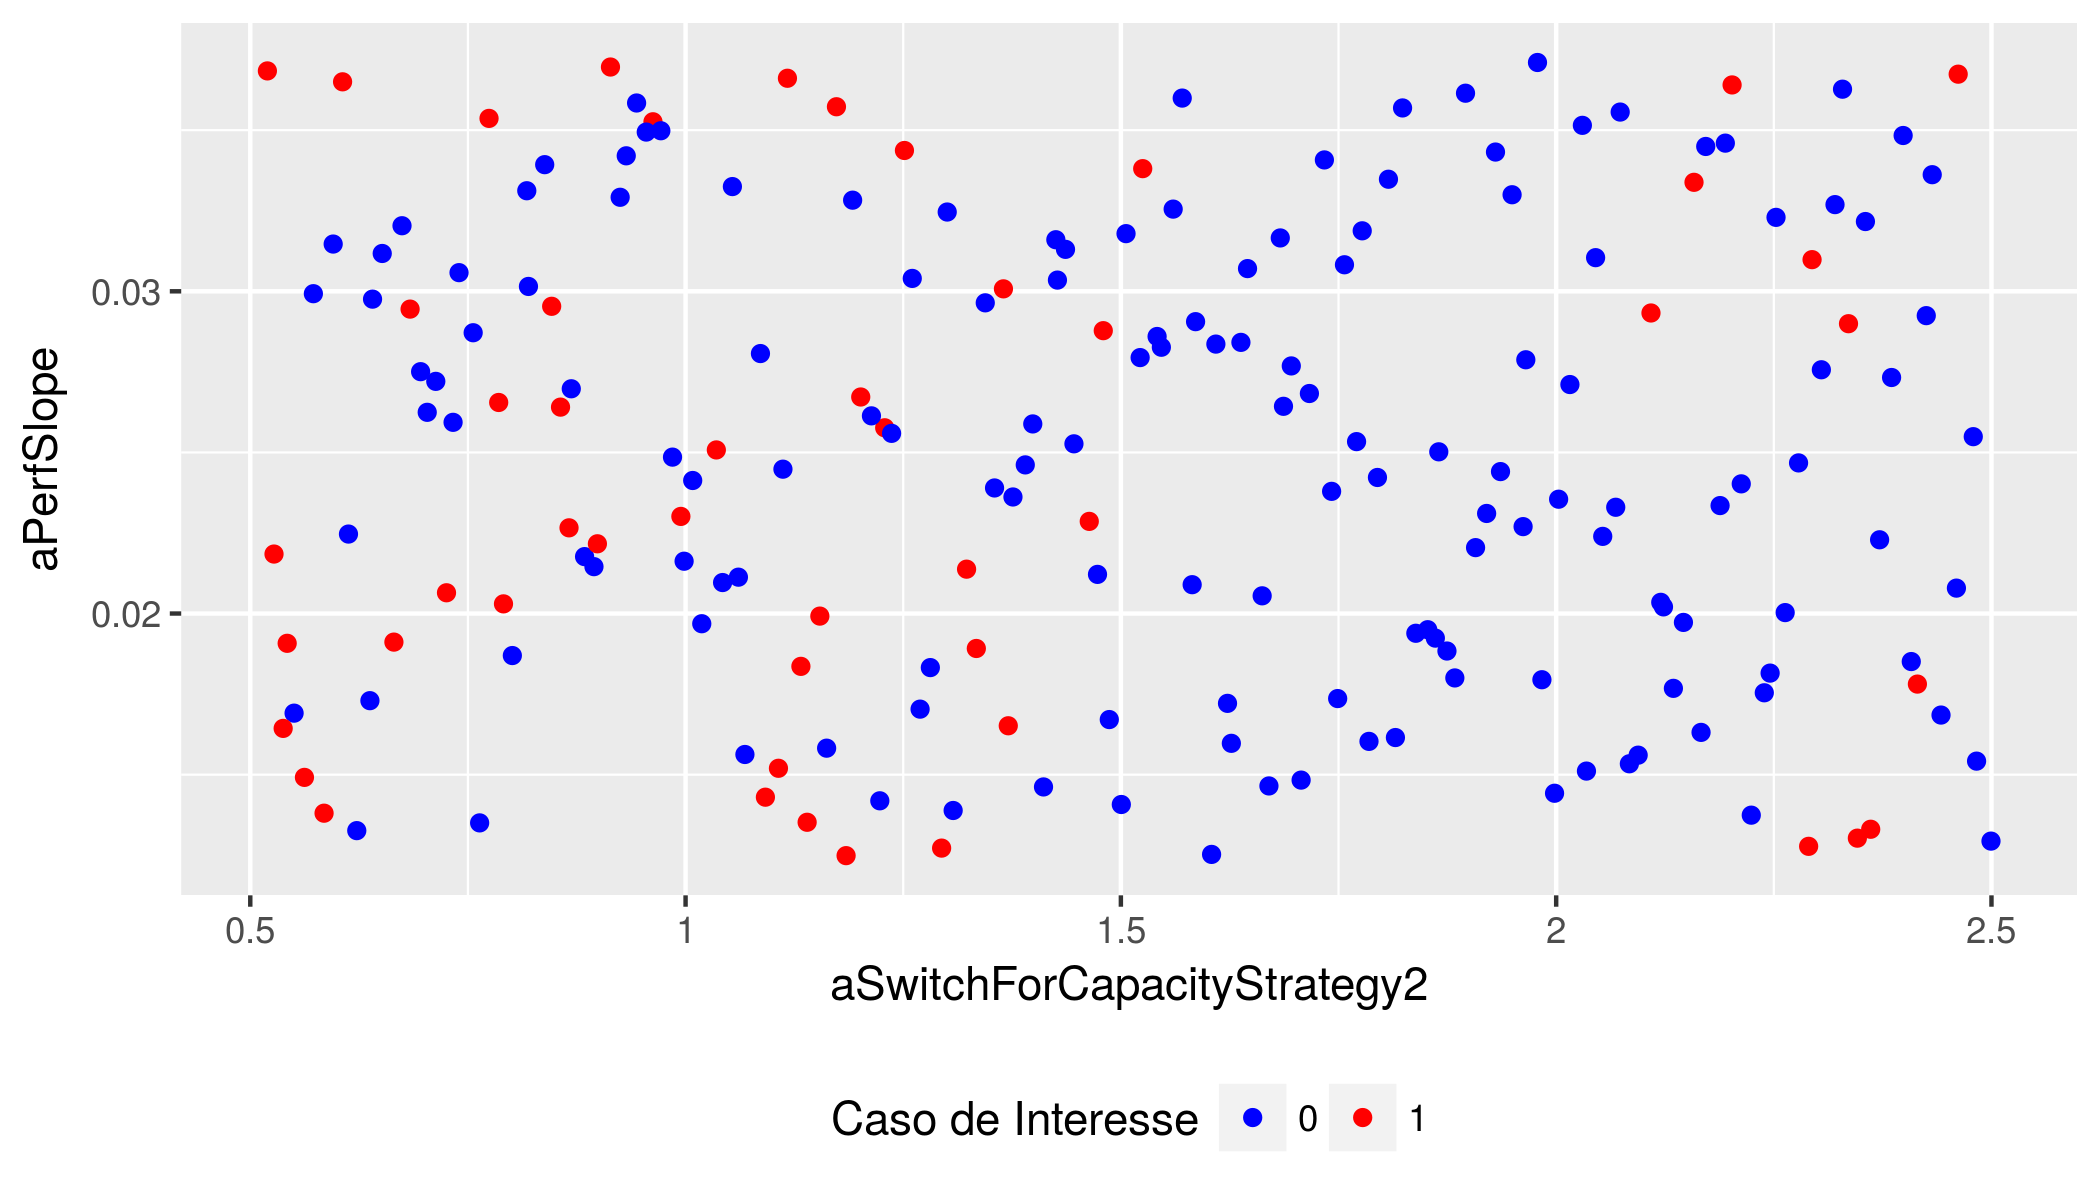 aPerfSlope
0.03
0.02
0.5 1 1.5 2 2.5
aSwitchForCapacityStrategy2
Caso de Interesse 0 1